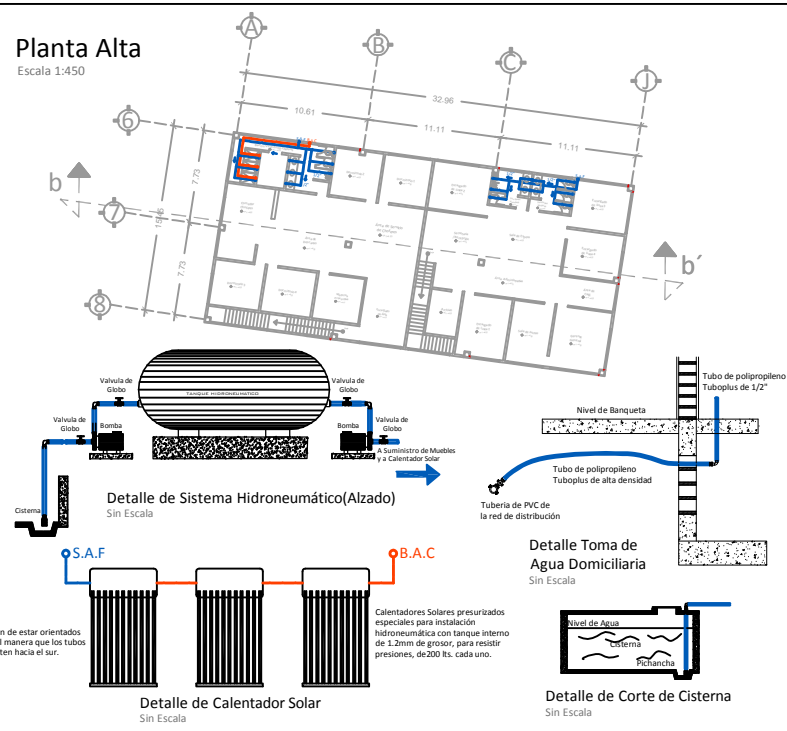 Planta Alta
Escala 1:450
A
B
C
J
6
7
8
32.96
10.61
11.11
11.11
7.73
7.73
b
b´
Valvula de
Globo
Valvula de
Globo
Bomba
TANQUE HIDRONEUMATICO
Valvula de
Globo
Bomba
Valvula de
Globo
A Suministro de Muebles
y a Calentador Solar
Cisterna
Detalle de Sistema Hidroneumático(Alzado)
Sin Escala
Tubo de polipropileno
Tuboplus de 1/2"
Nivel de Banqueta
Tubo de polipropileno
Tuboplus de alta densidad
Tuberia de PVC de
la red de distribución
Detalle Toma de
Agua Domiciliaria
Sin Escala
S.A.F
B.A.C
n de estar orientados
l manera que los tubos
ten hacia el sur.
Calentadores Solares presurizados
especiales para instalación
hidroneumática con tanque interno
de 1.2mm de grosor, para resistir
presiones, de200 lts. cada uno.
Detalle de Calentador Solar
Sin Escala
Nivel de Agua
Cisterna
Pichancha
Detalle de Corte de Cisterna
Sin Escala